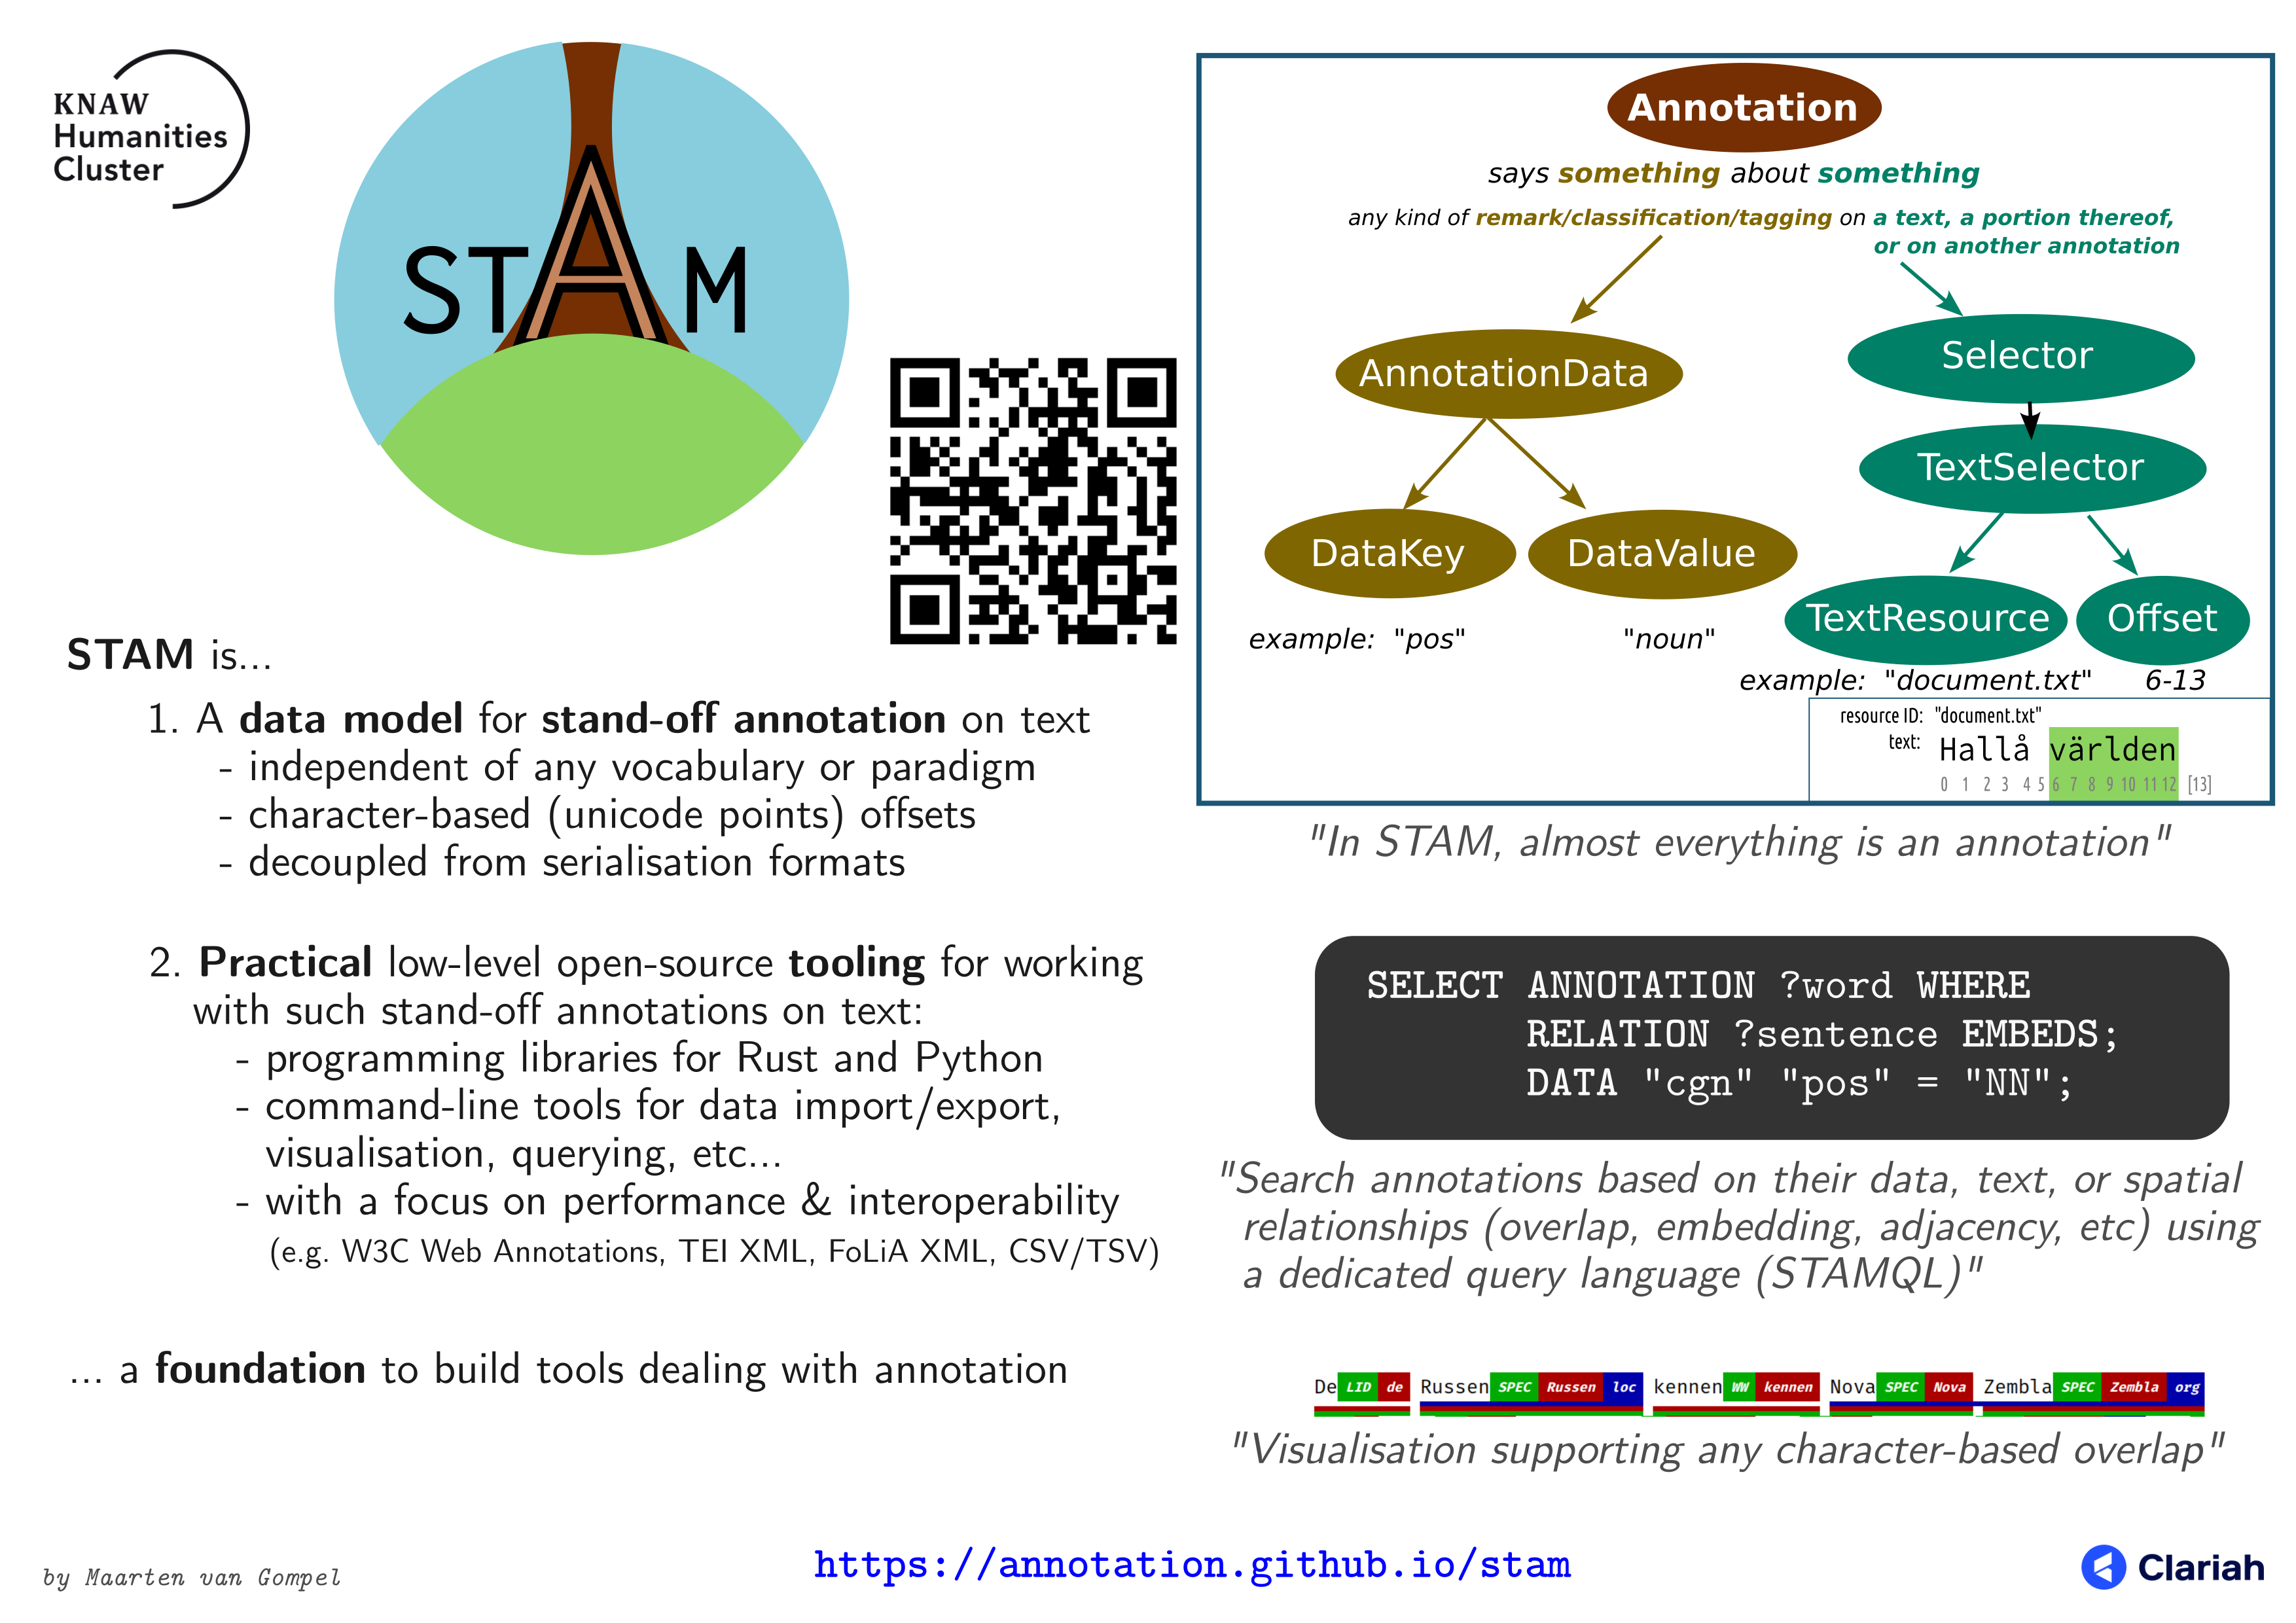 KNAW
Humanities
Cluster
STAM
STAM is...
1. A data model for stand-off annotation on text
- independent of any vocabulary or paradigm
- character-based (unicode points) offsets
- decoupled from serialisation formats
2. Practical low-level open-source tooling for working
with such stand-off annotations on text:
- programming libraries for Rust and Python
- command-line tools for data import/export,
visualisation, querying, etc...
- with a focus on performance & interoperability
(e.g. W3C Web Annotations, TEI XML, FoLiA XML, CSV/TSV)
... a foundation to build tools dealing with annotation
Annotation
says something about something
any kind of remark/classification/tagging on a text, a portion thereof,
or on another annotation
AnnotationData
Selector
TextSelector
DataKey DataValue
TextResource Offset
example: "pos" "noun"
example: "document.txt" 6-13
resource ID: "document.txt"
text: Hallå världen
0 1 2 3 4 5 6 7 8 9 10 11 12 [13]
"In STAM, almost everything is an annotation"
SELECT ANNOTATION ?word WHERE
RELATION ?sentence EMBEDS;
DATA "cgn" "pos" = "NN";
"Search annotations based on their data, text, or spatial
relationships (overlap, embedding, adjacency, etc) using
a dedicated query language (STAMQL)"
De LID de Russen SPEC Russen loc kennen WW kennen Nova SPEC Nova Zembla SPEC Zembla org
"Visualisation supporting any character-based overlap"
by Maarten van Gompel
https://annotation.github.io/stam
Clariah